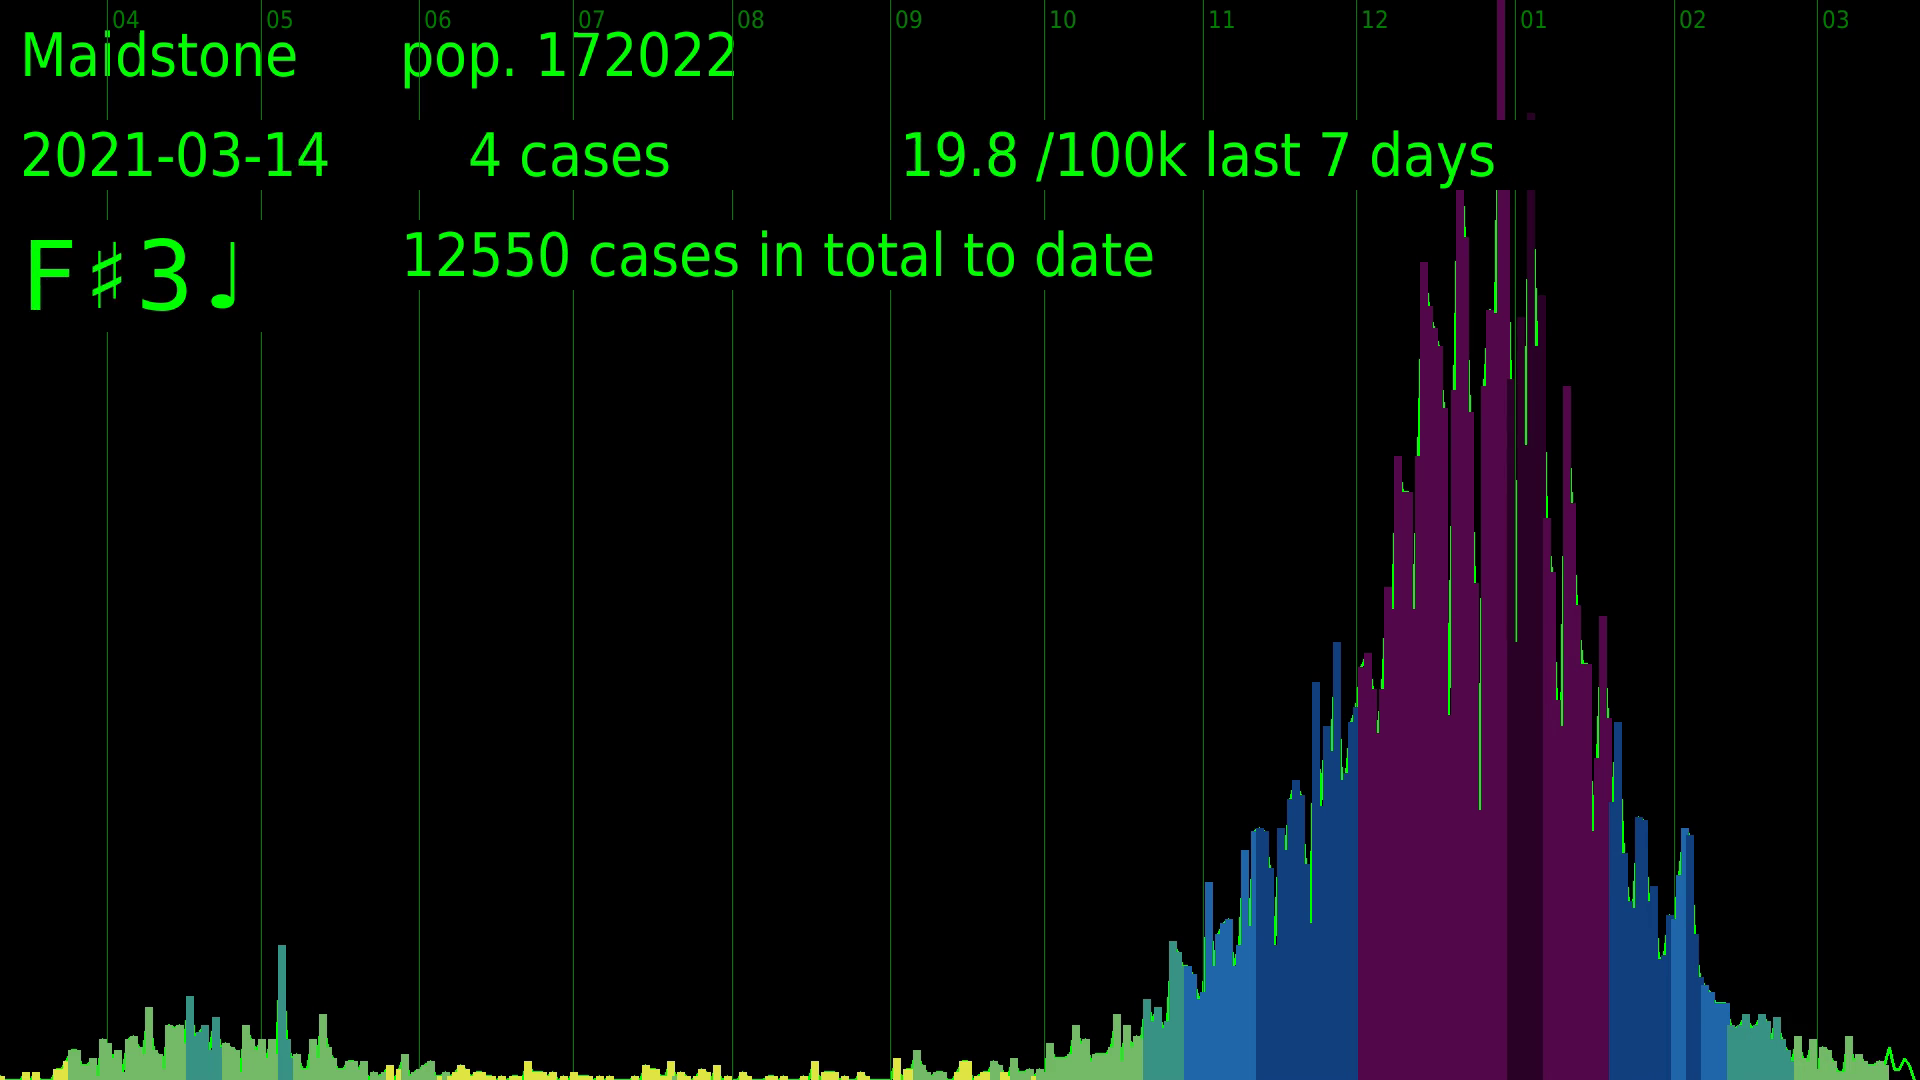 04 05 06 07 08 09 10 11 12 01 02 03
Maidstone pop. 172022
2021-03-14 4 cases 19.8 /100k last 7 days
F♯3♩ 12550 cases in total to date